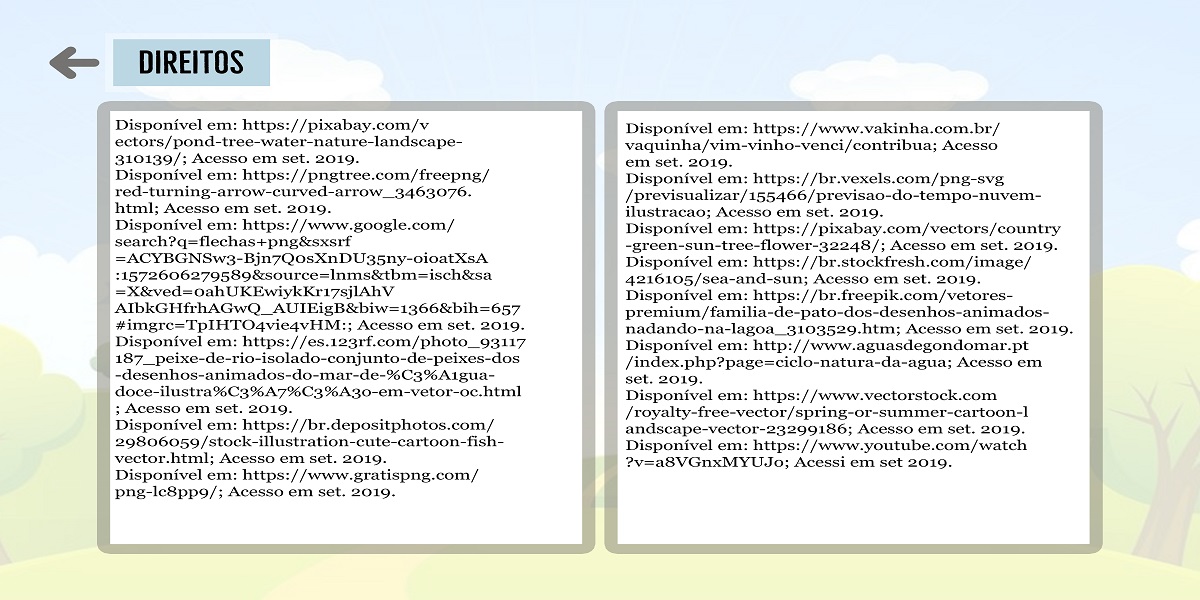 DIREITOS
Disponível em: https://pixabay.com/v
ectors/pond-tree-water-nature-landscape-
310139/; Acesso em set. 2019.
Disponível em: https://pngtree.com/freepng/
red-turning-arrow-curved-arrow_3463076.
html; Acesso em set. 2019.
Disponível em: https://www.google.com/
search?q=flechas+png&sxsrf
=ACYBGNSw3-Bjn7Q0sXnDU35ny-oioatXsA
:1572606279589&source=lnms&tbm=isch&sa
=X&ved=0ahUKEwiykKr17sjlAhV
AIbkGHfrhAGwQ_AUIEigB&biw=1366&bih=657
#imgrc=TpIHTO4vie4vHM:; Acesso em set. 2019.
Disponível em: https://es.123rf.com/photo_93117
187_peixe-de-rio-isolado-conjunto-de-peixes-dos
-desenhos-animados-do-mar-de-%C3%A1gua-
doce-ilustra%C3%A7%C3%A3o-em-vetor-oc.html
; Acesso em set. 2019.
Disponível em: https://br.depositphotos.com/
29806059/stock-illustration-cute-cartoon-fish-
vector.html; Acesso em set. 2019.
Disponível em: https://www.gratispng.com/
png-lc8pp9/; Acesso em set. 2019.
Disponível em: https://www.vakinha.com.br/
vaquinha/vim-vinho-venci/contribua; Acesso
em set. 2019.
Disponível em: https://br.vexels.com/png-svg
/previsualizar/155466/previsao-do-tempo-nuvem-
ilustracao; Acesso em set. 2019.
Disponível em: https://pixabay.com/vectors/country
-green-sun-tree-flower-32248/; Acesso em set. 2019.
Disponível em: https://br.stockfresh.com/image/
4216105/sea-and-sun; Acesso em set. 2019.
Disponível em: https://br.freepik.com/vetores-
premium/familia-de-pato-dos-desenhos-animados-
nadando-na-lagoa_3103529.htm; Acesso em set. 2019.
Disponível em: http://www.aguasdegondomar.pt
/index.php?page=ciclo-natura-da-agua; Acesso em
set. 2019.
Disponível em: https://www.vectorstock.com
/royalty-free-vector/spring-or-summer-cartoon-l
andscape-vector-23299186; Acesso em set. 2019.
Disponível em: https://www.youtube.com/watch
?v=a8VGnxMYUJo; Acessi em set 2019.